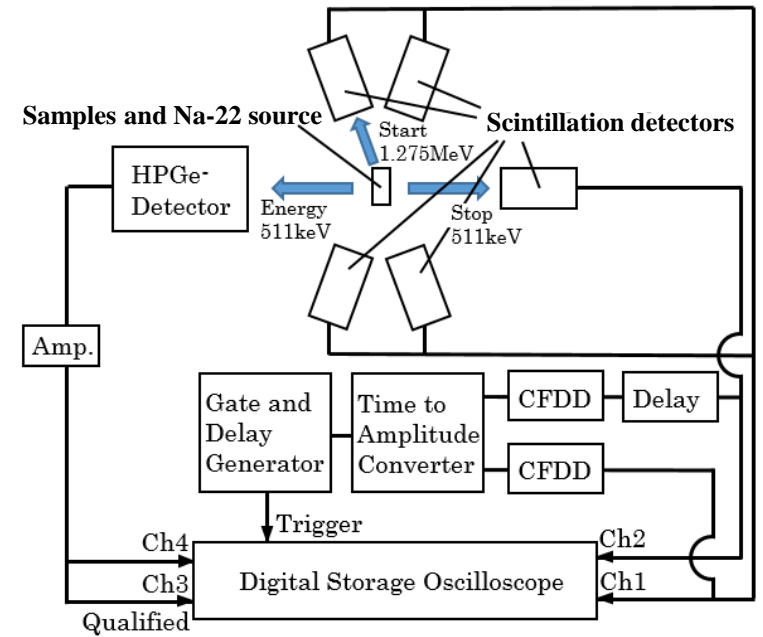 Samples and Na-22 source
Start
1.275MeV
Scintillation detectors
HPGe-
Detector
Energy
511keV
Stop
511keV
Amp.
Gate and
Delay
Generator
Time to
Amplitude
Converter
CFDD
Delay
CFDD
Trigger
Ch4
Ch3
Qualified
Digital Storage Oscilloscope
Ch2
Ch1